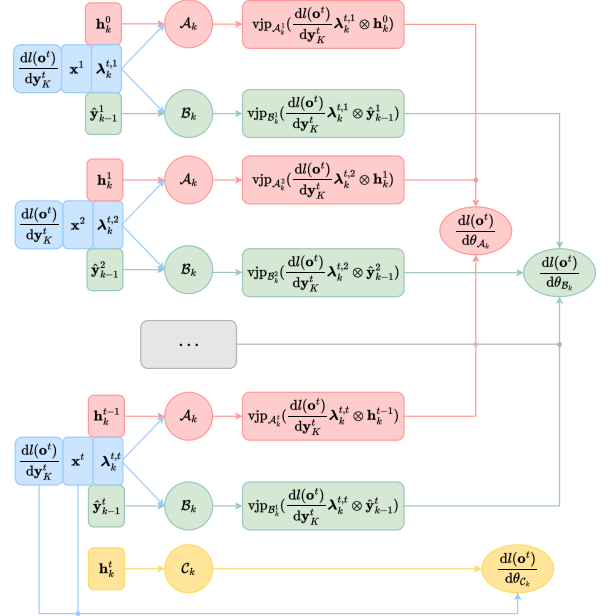 h_k^0 𝒜_k vjp_{𝒜_k^1}(dl(o^t)/dy_K^t λ_k^{t,1} ⊗ h_k^0)
dl(o^t)/dy_K^t x^1 λ_k^{t,1}
ŷ_{k-1}^1 ℬ_k vjp_{ℬ_k^1}(dl(o^t)/dy_K^t λ_k^{t,1} ⊗ ŷ_{k-1}^1)
h_k^1 𝒜_k vjp_{𝒜_k^2}(dl(o^t)/dy_K^t λ_k^{t,2} ⊗ h_k^1)
dl(o^t)/dy_K^t x^2 λ_k^{t,2} dl(o^t)/dθ_{𝒜_k}
ŷ_{k-1}^2 ℬ_k vjp_{ℬ_k^2}(dl(o^t)/dy_K^t λ_k^{t,2} ⊗ ŷ_{k-1}^2) dl(o^t)/dθ_{ℬ_k}
...
h_k^{t-1} 𝒜_k vjp_{𝒜_k^t}(dl(o^t)/dy_K^t λ_k^{t,t} ⊗ h_k^{t-1})
dl(o^t)/dy_K^t x^t λ_k^{t,t}
ŷ_{k-1}^t ℬ_k vjp_{ℬ_k^1}(dl(o^t)/dy_K^t λ_k^{t,t} ⊗ ŷ_{k-1}^t)
h_k^t 𝒞_k dl(o^t)/dθ_{𝒞_k}